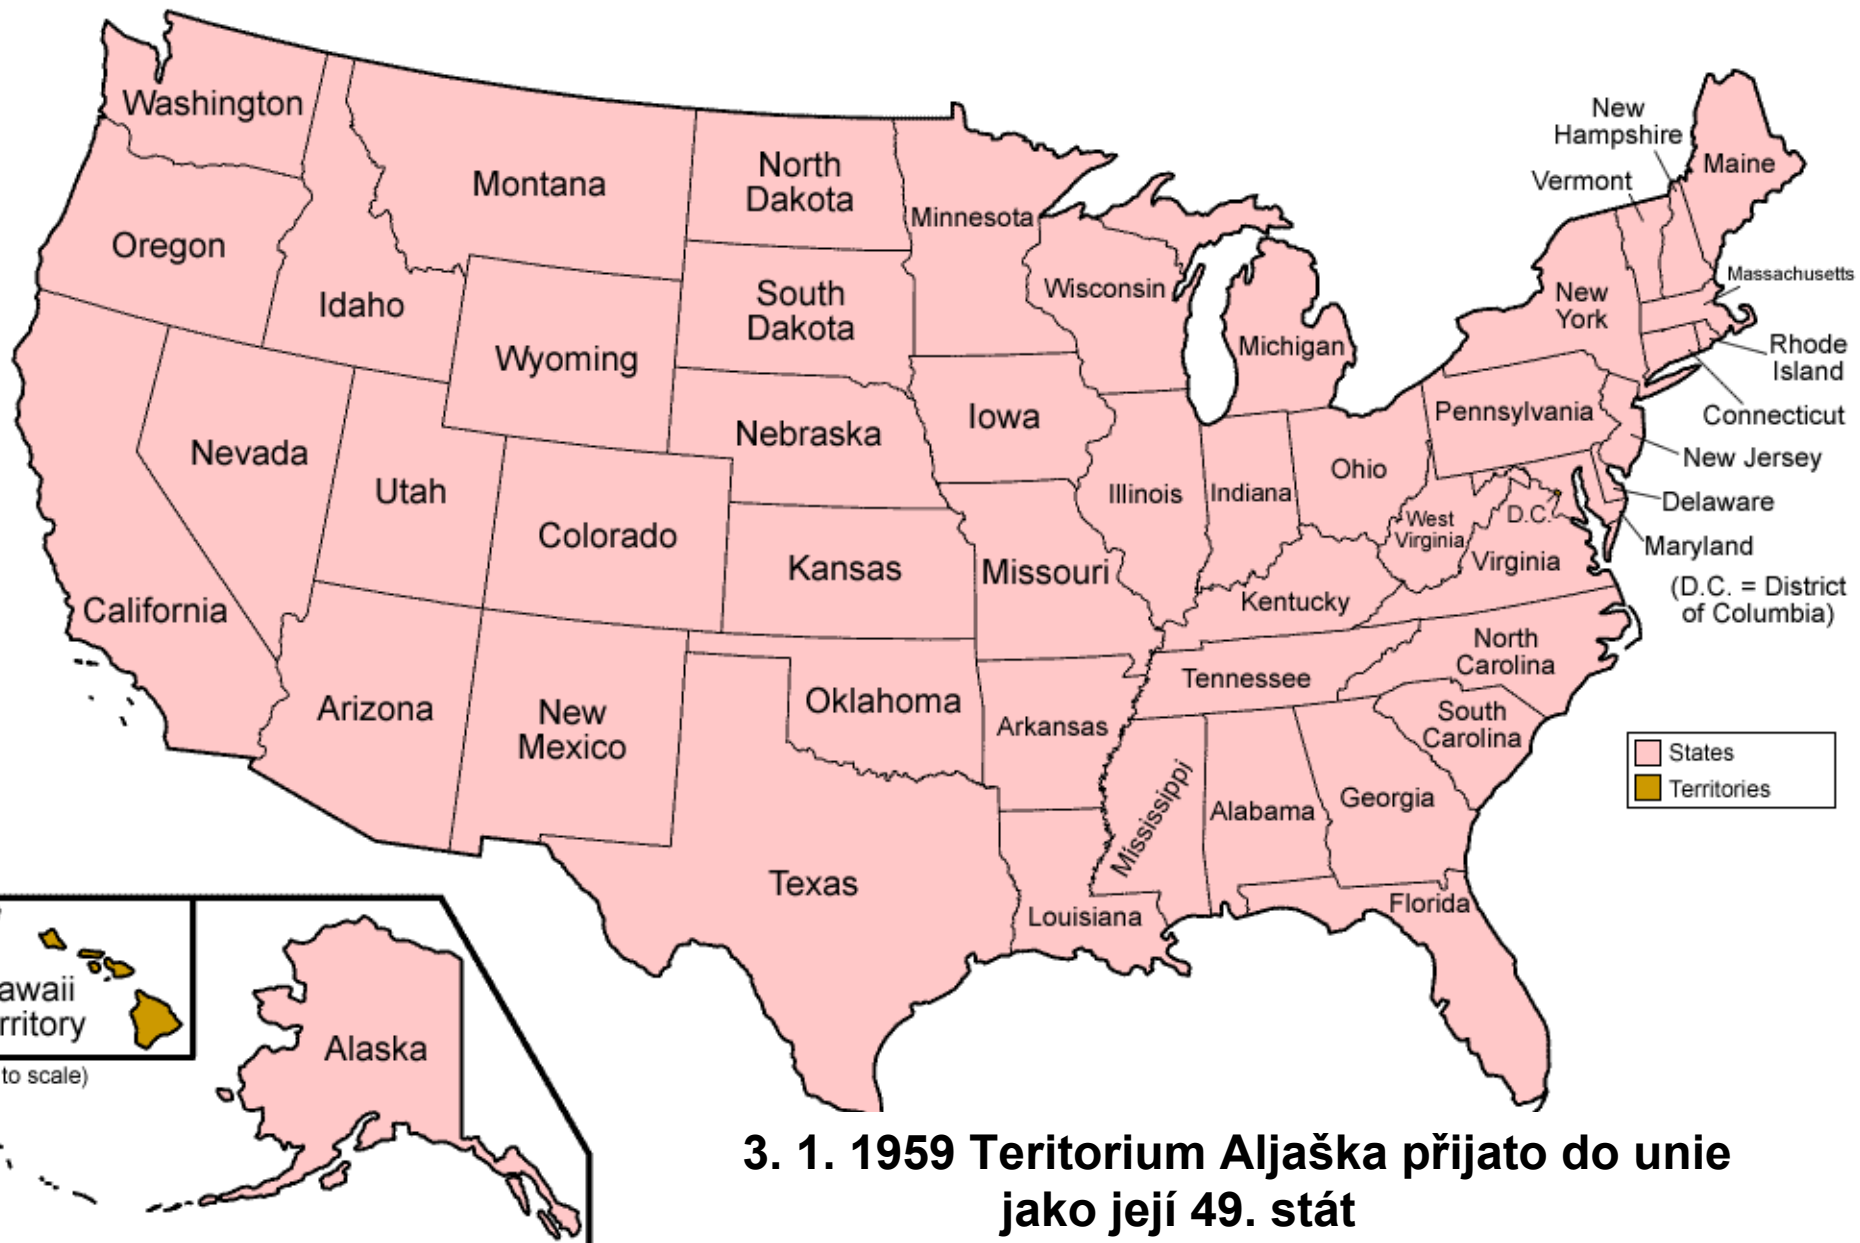 Washington
Montana
North
Dakota
Minnesota
New
Hampshire
Maine
Vermont
Oregon
Idaho
Wyoming
South
Dakota
Wisconsin
Michigan
New
York
Massachusetts
Rhode
Island
Connecticut
Nevada
Utah
Colorado
Nebraska
Iowa
Illinois
Indiana
Ohio
Pennsylvania
New Jersey
Delaware
Maryland
West
Virginia
D.C.
Virginia
(D.C. = District
of Columbia)
California
Kansas
Missouri
Kentucky
Arizona
New
Mexico
Oklahoma
Arkansas
Tennessee
North
Carolina
South
Carolina
States
Territories
Texas
Louisiana
Mississippi
Alabama
Georgia
Florida
awaii
rritory
to scale)
Alaska
3. 1. 1959 Teritorium Aljaška přijato do unie
jako její 49. stát